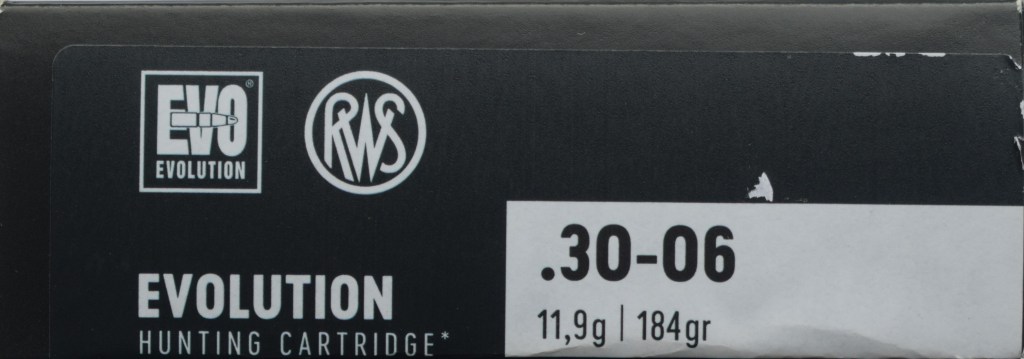 EVO®
EVOLUTION
RWS
EVOLUTION
HUNTING CARTRIDGE*
.30-06
11,9g | 184gr